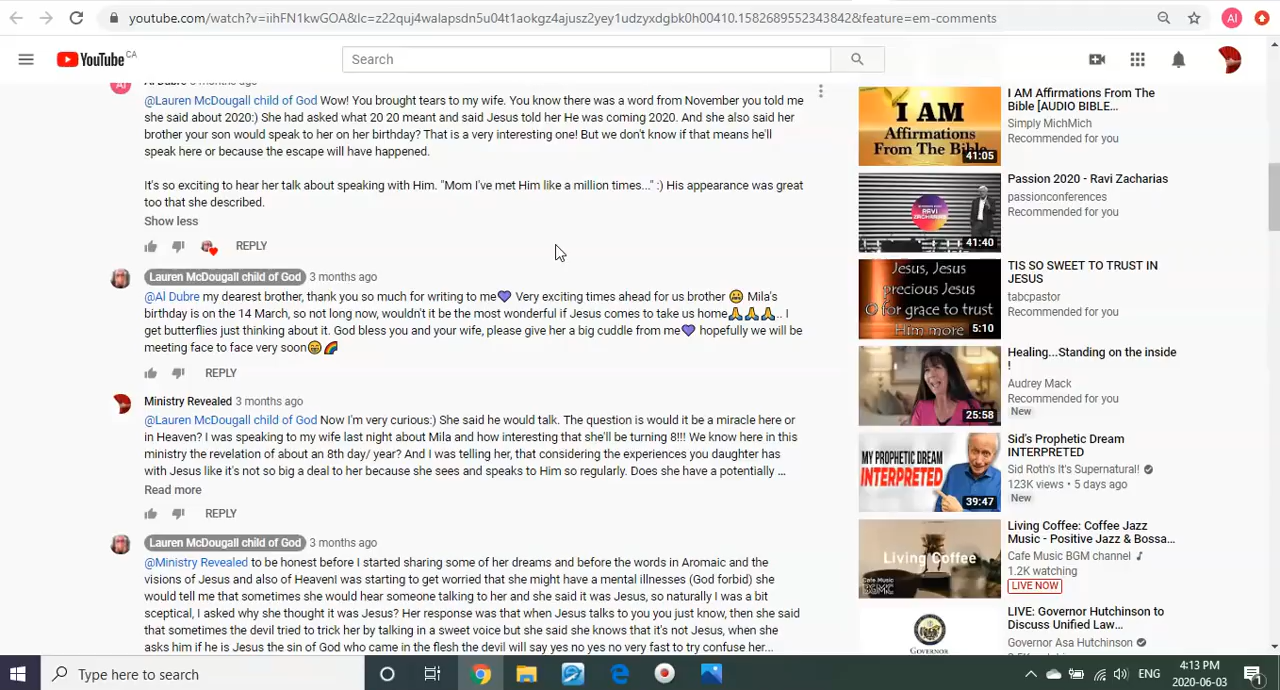 youtube.com/watch?v=iihFN1kwGOA&lc=z22quj4walapsdn5u04t1aokgz4ajusz2yey1udzyxdgbk0h00410.1582689552343842&feature=em-comments
Al
YouTube CA
Search
Al Dubre 3 months ago
@Lauren McDougall child of God Wow! You brought tears to my wife. You know there was a word from November you told me
she said about 2020:) She had asked what 20 20 meant and said Jesus told her He was coming 2020. And she also said her
brother your son would speak to her on her birthday? That is a very interesting one! But we don't know if that means he'll
speak here or because the escape will have happened.
It's so exciting to hear her talk about speaking with Him. "Mom I've met Him like a million times..." :) His appearance was great
too that she described.
Show less
REPLY
Lauren McDougall child of God 3 months ago
@Al Dubre my dearest brother, thank you so much for writing to me💜 Very exciting times ahead for us brother 😀 Mila's
birthday is on the 14 March, so not long now, wouldn't it be the most wonderful if Jesus comes to take us home🙏🙏🙏.. I
get butterflies just thinking about it. God bless you and your wife, please give her a big cuddle from me💜 hopefully we will be
meeting face to face very soon😁🌈
REPLY
Ministry Revealed 3 months ago
@Lauren McDougall child of God Now I'm very curious:) She said he would talk. The question is would it be a miracle here or
in Heaven? I was speaking to my wife last night about Mila and how interesting that she'll be turning 8!!! We know here in this
ministry the revelation of about an 8th day/ year? And I was telling her, that considering the experiences you daughter has
with Jesus like it's not so big a deal to her because she sees and speaks to Him so regularly. Does she have a potentially ...
Read more
REPLY
Lauren McDougall child of God 3 months ago
@Ministry Revealed to be honest before I started sharing some of her dreams and before the words in Aromaic and the
visions of Jesus and also of HeavenI was starting to get worried that she might have a mental illnesses (God forbid) she
would tell me that sometimes she would hear someone talking to her and she said it was Jesus, so naturally I was a bit
sceptical, I asked why she thought it was Jesus? Her response was that when Jesus talks to you you just know, then she said
that sometimes the devil tried to trick her by talking in a sweet voice but she said she knows that it's not Jesus, when she
asks him if he is Jesus the sin of God who came in the flesh the devil will say yes no yes no very fast to try confuse her...
I AM
Affirmations
From The Bible
41:05
I AM Affirmations From The
Bible [AUDIO BIBLE...
Simply MichMich
Recommended for you
RAVI
ZACHARIAS
41:40
Passion 2020 - Ravi Zacharias
passionconferences
Recommended for you
Jesus, Jesus
precious Jesus
O for grace to trust
Him more
5:10
TIS SO SWEET TO TRUST IN
JESUS
tabcpastor
Recommended for you
25:58
Healing...Standing on the inside
!
Audrey Mack
Recommended for you
New
MY PROPHETIC DREAM
INTERPRETED
39:47
Sid's Prophetic Dream
INTERPRETED
Sid Roth's It's Supernatural!
123K views • 5 days ago
New
LIVING COFFEE
Living Coffee: Coffee Jazz
Music - Positive Jazz & Bossa...
Cafe Music BGM channel
1.2K watching
LIVE NOW
GOVERNOR
LIVE: Governor Hutchinson to
Discuss Unified Law...
Governor Asa Hutchinson
Type here to search
ENG
4:13 PM
2020-06-03
1